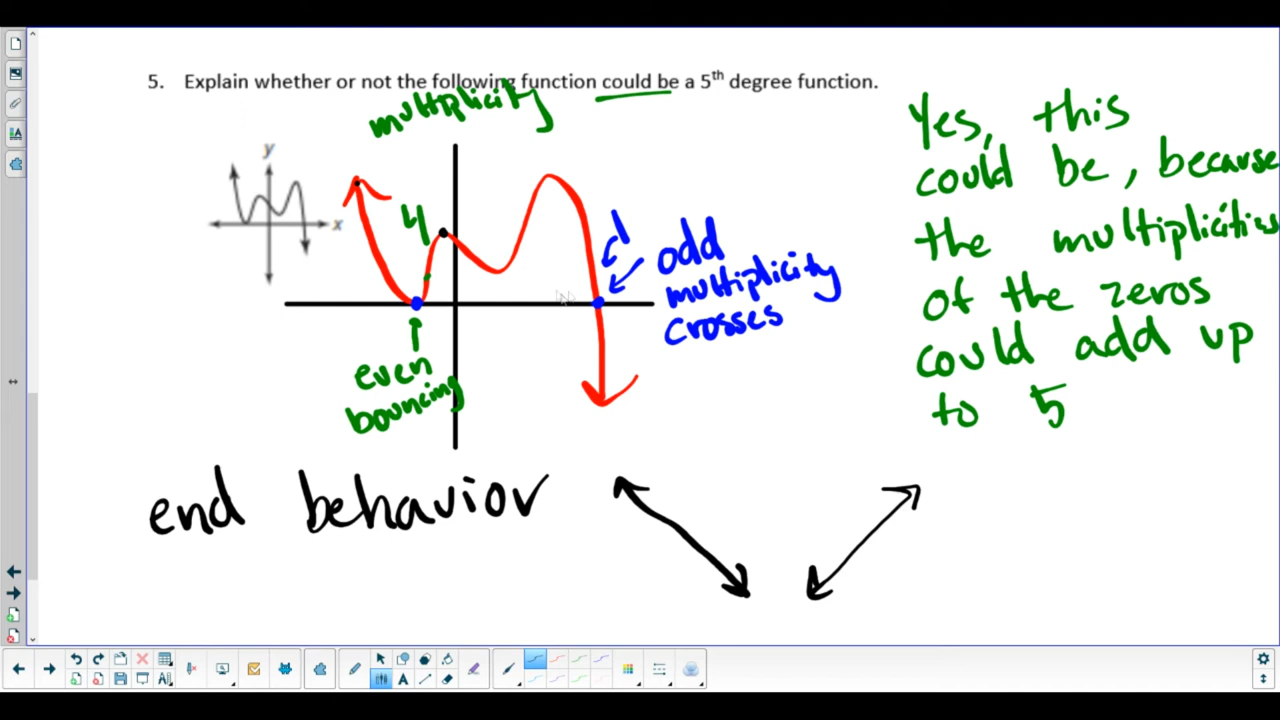 5. Explain whether or not the following function could be a 5th degree function.
multiplicity
y
x
4
1
odd
multiplicity
crosses
even
bouncing
Yes, this
could be, because
the multiplicities
of the zeros
could add up
to 5
end behavior